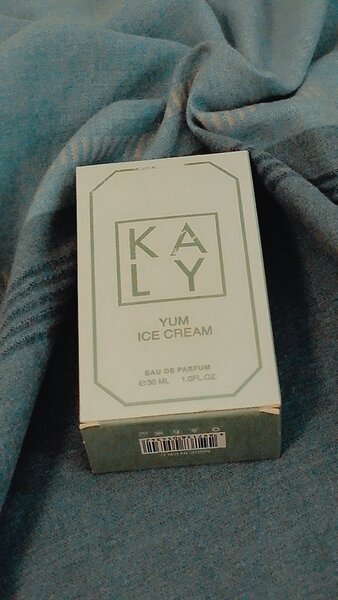 KA
LY
YUM
ICE CREAM
EAU DE PARFUM
℮30 ML 1.0FL.OZ.